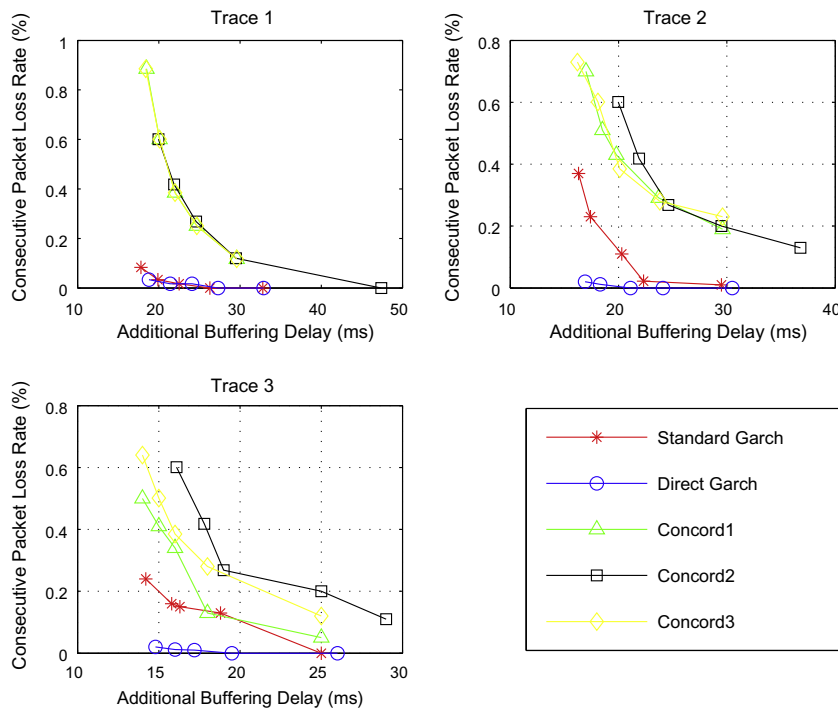 Trace 1
Consecutive Packet Loss Rate (%)
1
0.8
0.6
0.4
0.2
0
10 20 30 40 50
Additional Buffering Delay (ms)
Trace 2
Consecutive Packet Loss Rate (%)
0.8
0.6
0.4
0.2
0
10 20 30 40
Additional Buffering Delay (ms)
Trace 3
Consecutive Packet Loss Rate (%)
0.8
0.6
0.4
0.2
0
10 15 20 25 30
Additional Buffering Delay (ms)
Standard Garch
Direct Garch
Concord1
Concord2
Concord3